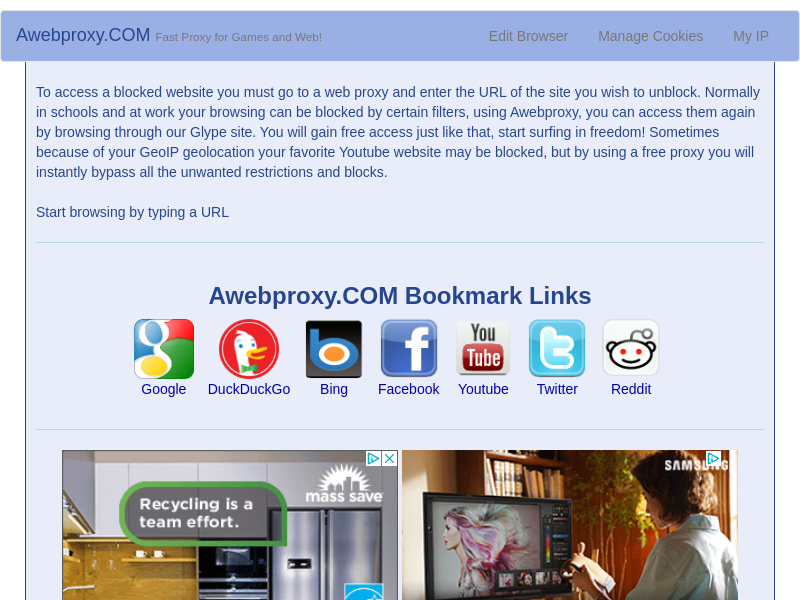 Awebproxy.COM Fast Proxy for Games and Web!
Edit Browser Manage Cookies My IP
To access a blocked website you must go to a web proxy and enter the URL of the site you wish to unblock. Normally
in schools and at work your browsing can be blocked by certain filters, using Awebproxy, you can access them again
by browsing through our Glype site. You will gain free access just like that, start surfing in freedom! Sometimes
because of your GeoIP geolocation your favorite Youtube website may be blocked, but by using a free proxy you will
instantly bypass all the unwanted restrictions and blocks.
Start browsing by typing a URL
Awebproxy.COM Bookmark Links
You
Tube
Google DuckDuckGo Bing Facebook Youtube Twitter Reddit
mass save
Recycling is a
team effort.
SAMSUNG